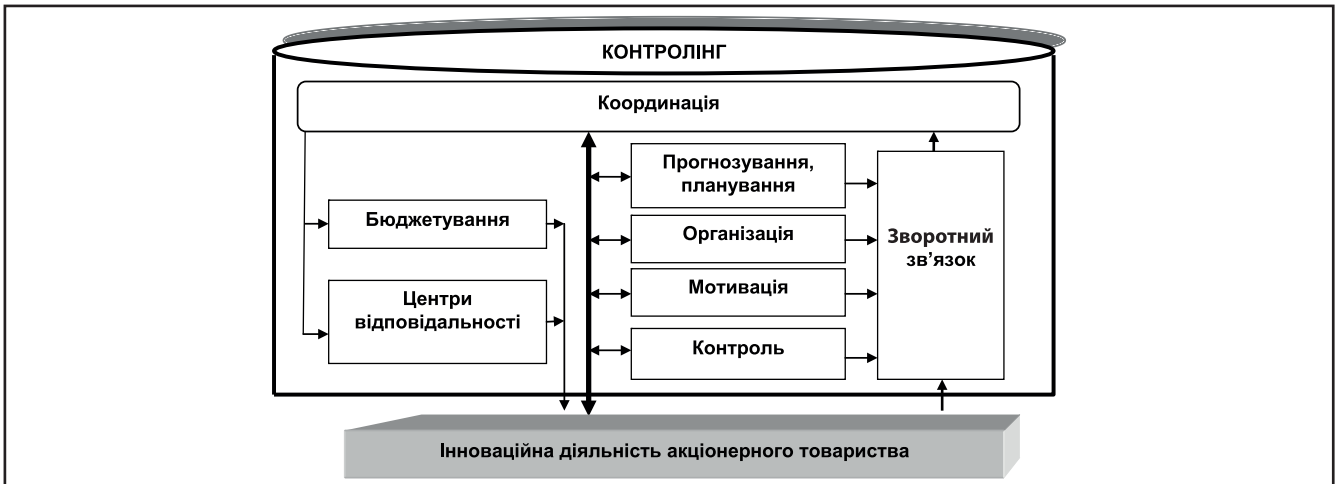 КОНТРОЛІНГ
Координація
Бюджетування
Центри
відповідальності
Прогнозування,
планування
Організація
Мотивація
Контроль
Зворотний
зв’язок
Інноваційна діяльність акціонерного товариства